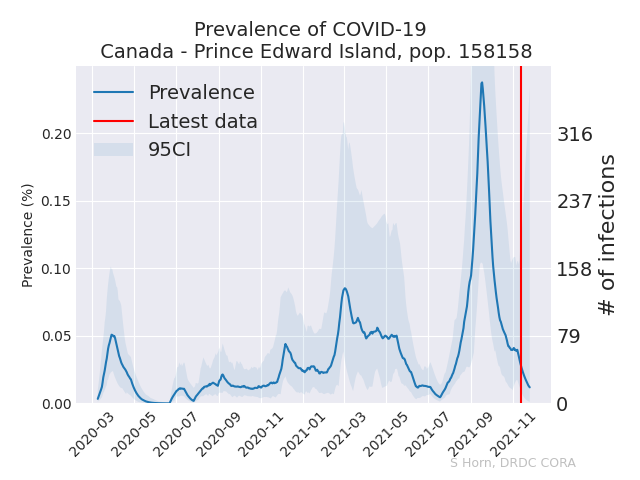 Prevalence of COVID-19
Canada - Prince Edward Island, pop. 158158
Prevalence
Latest data
95CI
Prevalence (%)
0.20
0.15
0.10
0.05
0.00
316
237
158
79
0
# of infections
2020-03
2020-05
2020-07
2020-09
2020-11
2021-01
2021-03
2021-05
2021-07
2021-09
2021-11
S Horn, DRDC CORA